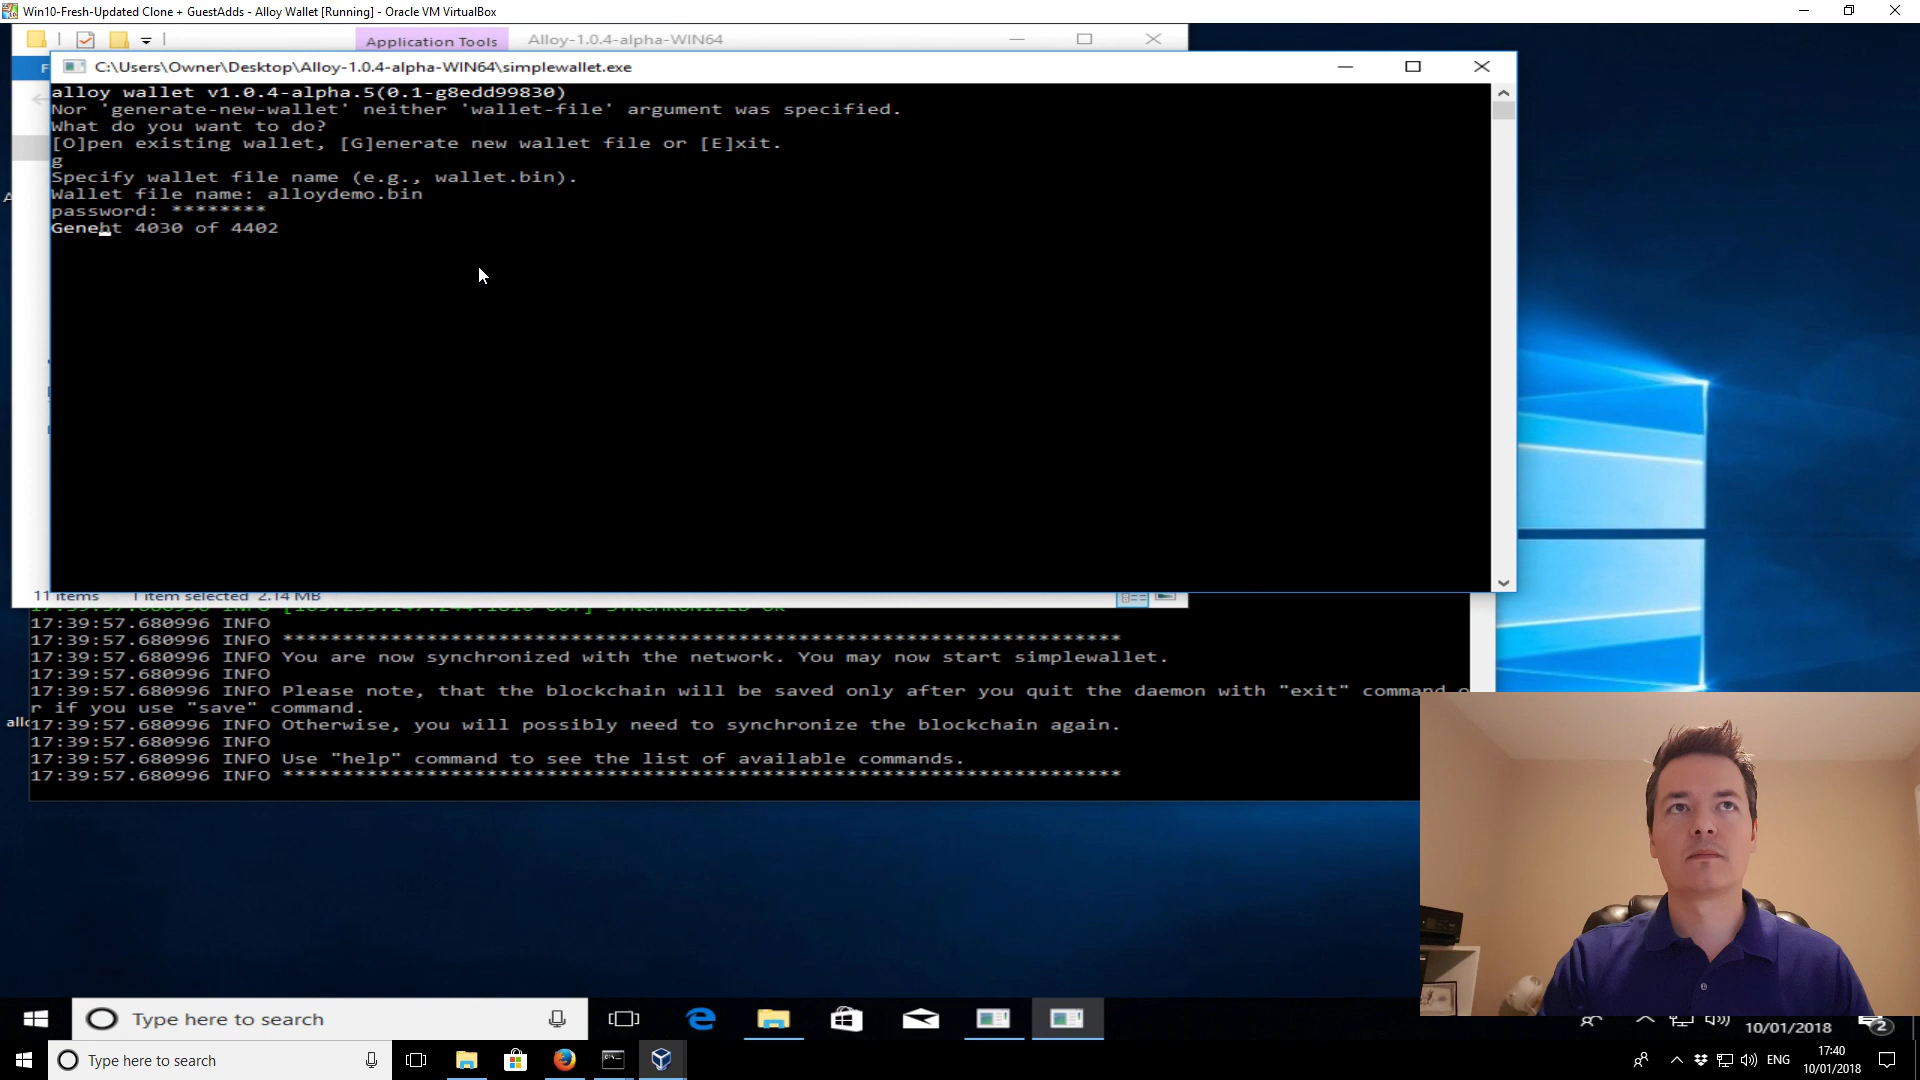 Win10-Fresh-Updated Clone + GuestAdds - Alloy Wallet [Running] - Oracle VM VirtualBox
Application Tools
Alloy-1.0.4-alpha-WIN64
F
C:\Users\Owner\Desktop\Alloy-1.0.4-alpha-WIN64\simplewallet.exe
alloy wallet v1.0.4-alpha.5(0.1-g8edd99830)
Nor 'generate-new-wallet' neither 'wallet-file' argument was specified.
What do you want to do?
[O]pen existing wallet, [G]enerate new wallet file or [E]xit.
g
Specify wallet file name (e.g., wallet.bin).
Wallet file name: alloydemo.bin
password: ********
Geneht 4030 of 4402
11 items 1 item selected 2.14 MB
17:39:57.680996 INFO
17:39:57.680996 INFO **********************************************************************
17:39:57.680996 INFO You are now synchronized with the network. You may now start simplewallet.
17:39:57.680996 INFO
17:39:57.680996 INFO Please note, that the blockchain will be saved only after you quit the daemon with "exit" command o
r if you use "save" command.
allo
17:39:57.680996 INFO Otherwise, you will possibly need to synchronize the blockchain again.
17:39:57.680996 INFO
17:39:57.680996 INFO Use "help" command to see the list of available commands.
17:39:57.680996 INFO **********************************************************************
Type here to search
10/01/2018
2
Type here to search
ENG
17:40
10/01/2018